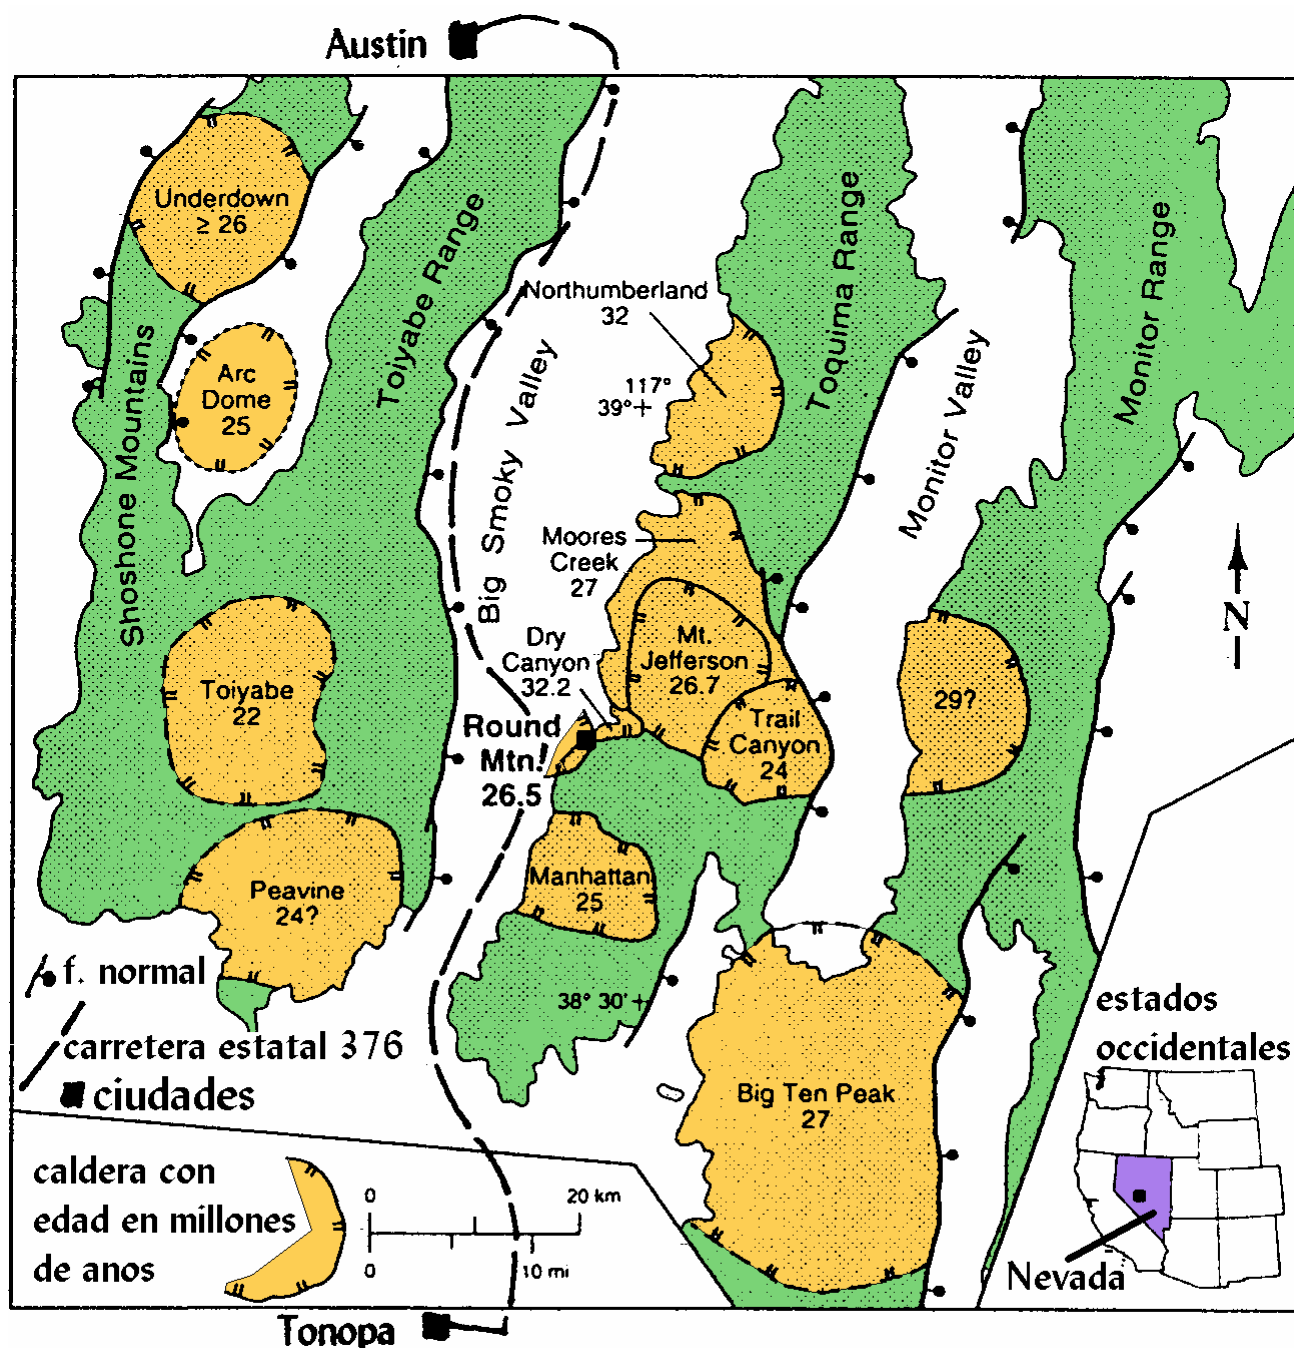 Austin
Underdown
≥ 26
Toiyabe Range
Toquima Range
Monitor Range
Northumberland
32
Arc
Dome
25
Shoshone Mountains
Big Smoky Valley
117°
39°+
Monitor Valley
Moores
Creek
27
N
Dry
Canyon
32.2
Mt.
Jefferson
26.7
Toiyabe
22
29?
Round
Mtn.
26.5
Trail
Canyon
24
Peavine
24?
Manhattan
25
f. normal
38° 30'+
carretera estatal 376
ciudades
estados
occidentales
Big Ten Peak
27
caldera con
edad en millones
de anos
0 20 km
0 10 mi
Nevada
Tonopa